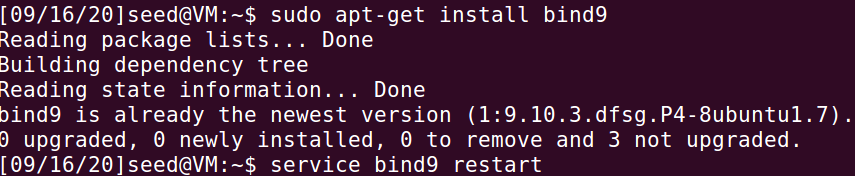 [09/16/20]seed@VM:~$ sudo apt-get install bind9
Reading package lists... Done
Building dependency tree
Reading state information... Done
bind9 is already the newest version (1:9.10.3.dfsg.P4-8ubuntu1.7).
0 upgraded, 0 newly installed, 0 to remove and 3 not upgraded.
[09/16/20]seed@VM:~$ service bind9 restart